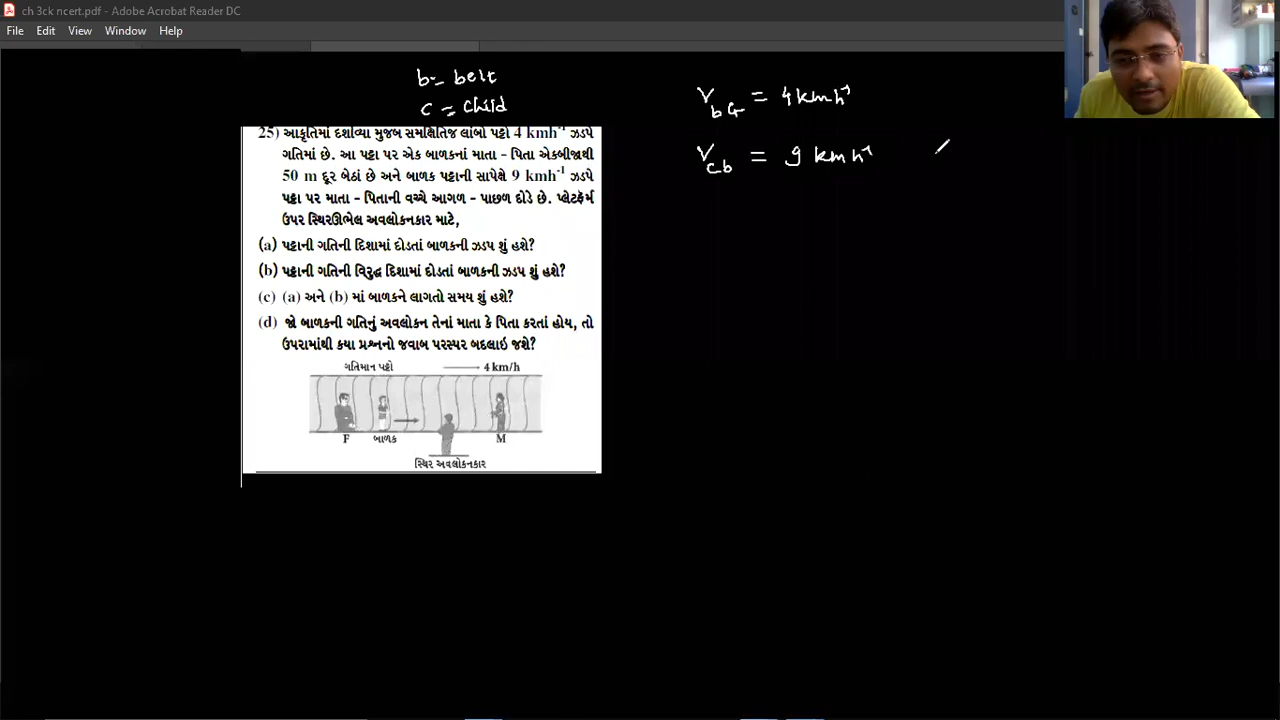 ch 3ck ncert.pdf - Adobe Acrobat Reader DC
File Edit View Window Help
b = belt
c = child
V_bG = 4 km h⁻¹
V_cb = 9 km h⁻¹
25) આકૃતિમાં દર્શાવ્યા મુજબ સમક્ષિતિજ લાંબો પટ્ટો 4 kmh⁻¹ ઝડપે
ગતિમાં છે. આ પટ્ટા પર એક બાળકનાં માતા - પિતા એકબીજાથી
50 m દૂર બેઠાં છે અને બાળક પટ્ટાની સાપેક્ષે 9 kmh⁻¹ ઝડપે
પટ્ટા પર માતા - પિતાની વચ્ચે આગળ - પાછળ દોડે છે. પ્લેટફૉર્મ
ઉપર સ્થિરઊભેલ અવલોકનકાર માટે,
(a) પટ્ટાની ગતિની દિશામાં દોડતાં બાળકની ઝડપ શું હશે?
(b) પટ્ટાની ગતિની વિરુદ્ધ દિશામાં દોડતાં બાળકની ઝડપ શું હશે?
(c) (a) અને (b) માં બાળકને લાગતો સમય શું હશે?
(d) જો બાળકની ગતિનું અવલોકન તેનાં માતા કે પિતા કરતાં હોય, તો
ઉપરામાંથી કયા પ્રશ્નનો જવાબ પરસ્પર બદલાઇ જશે?
ગતિમાન પટ્ટો 4 km/h
F બાળક M
સ્થિર અવલોકનકાર